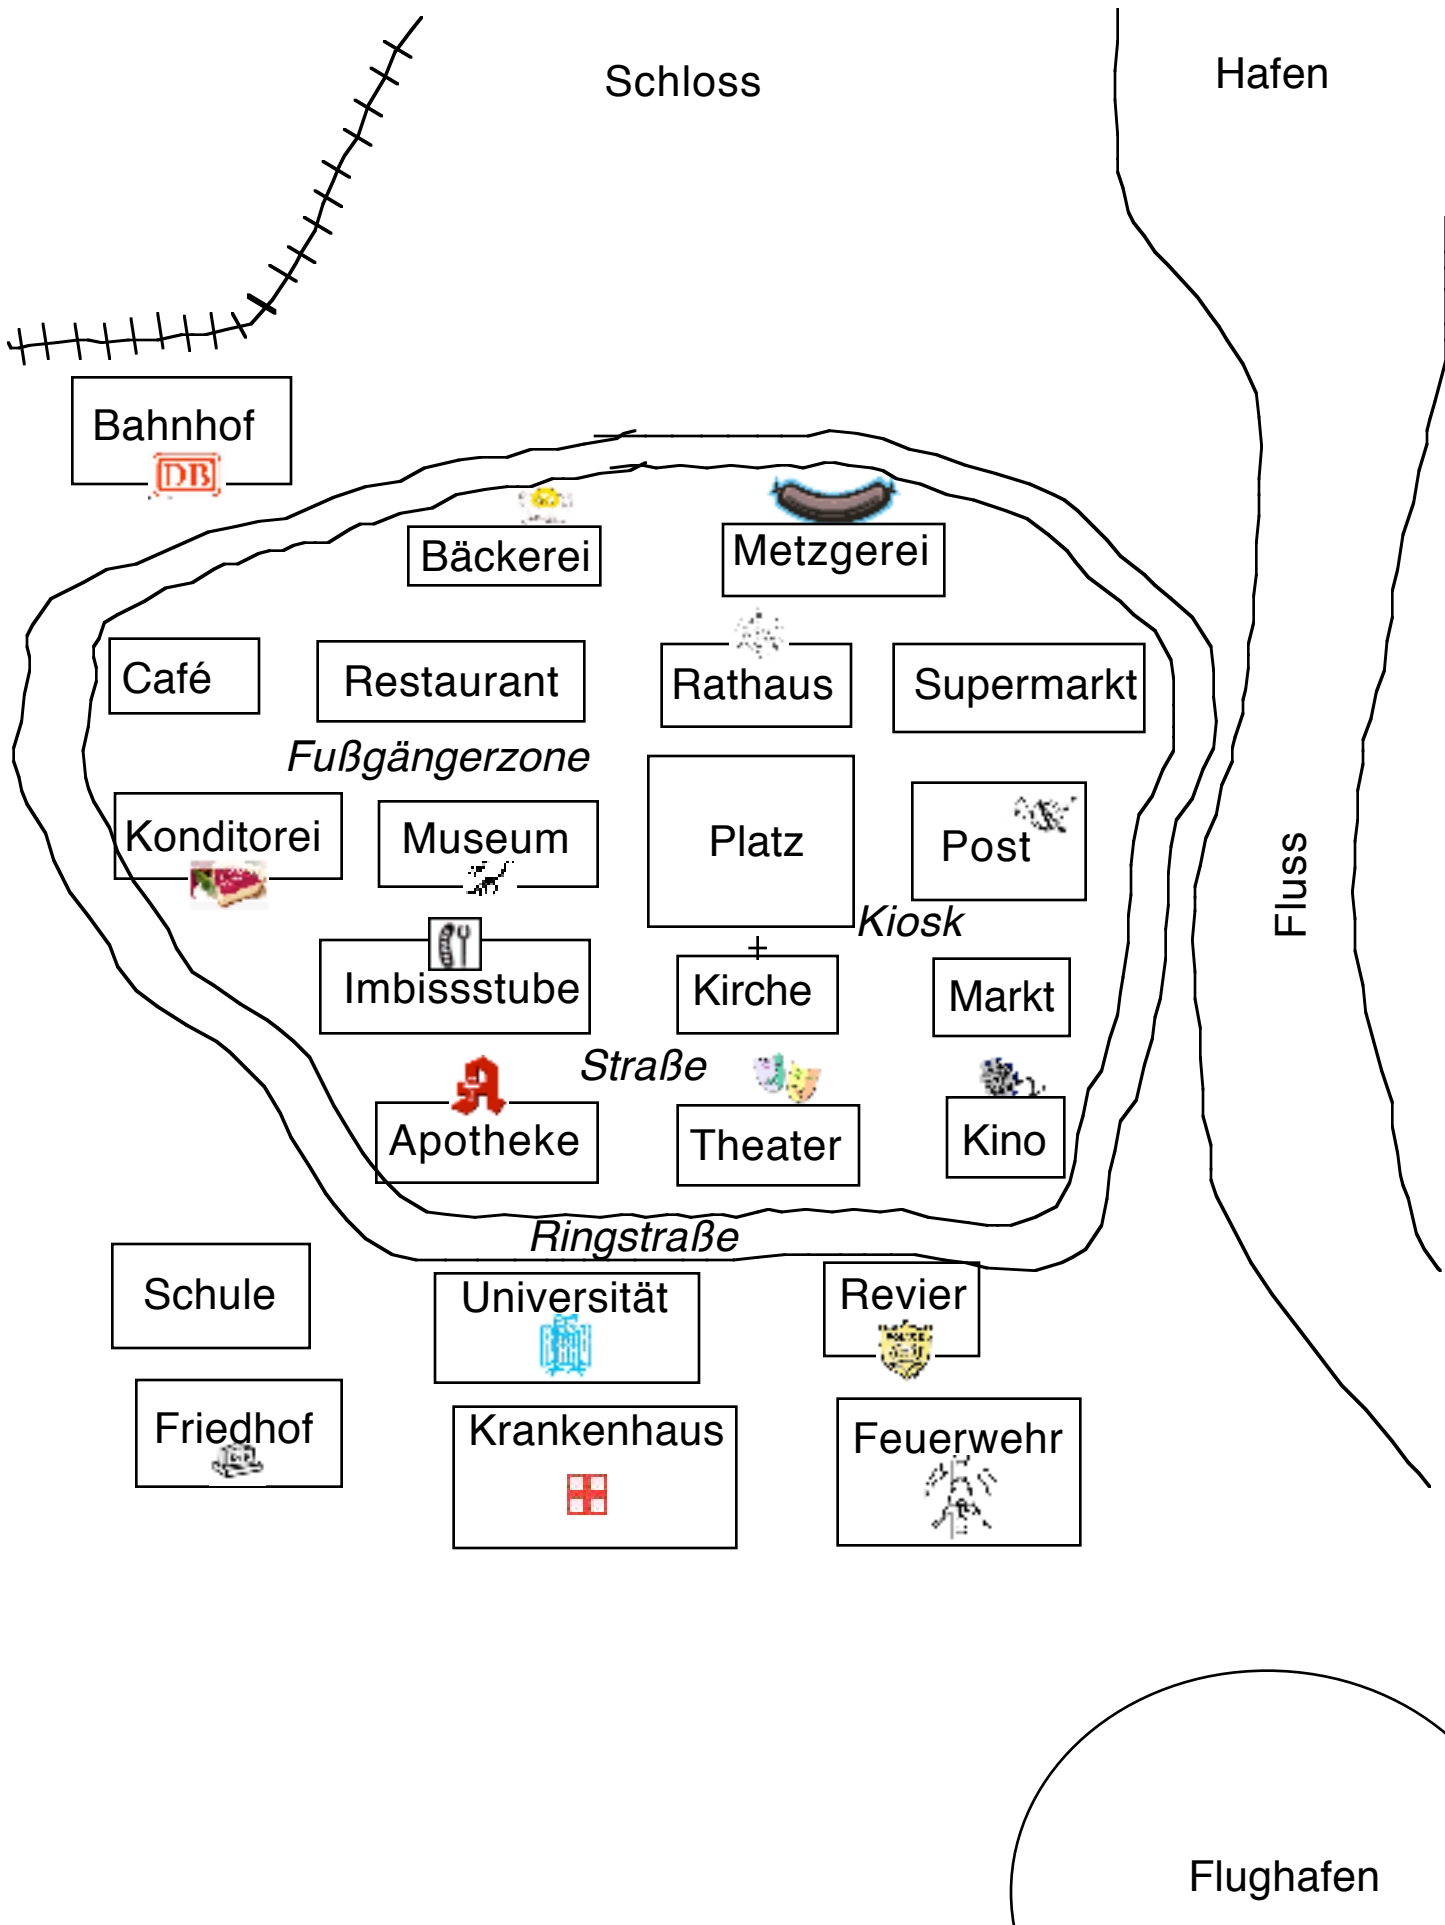 Schloss
Hafen
Bahnhof
DB
Bäckerei
Metzgerei
Café
Restaurant
Rathaus
Supermarkt
Fußgängerzone
Konditorei
Museum
Platz
Post
Kiosk
Fluss
Imbissstube
Kirche
Markt
Straße
Apotheke
Theater
Kino
Ringstraße
Schule
Universität
Revier
Friedhof
Krankenhaus
Feuerwehr
Flughafen